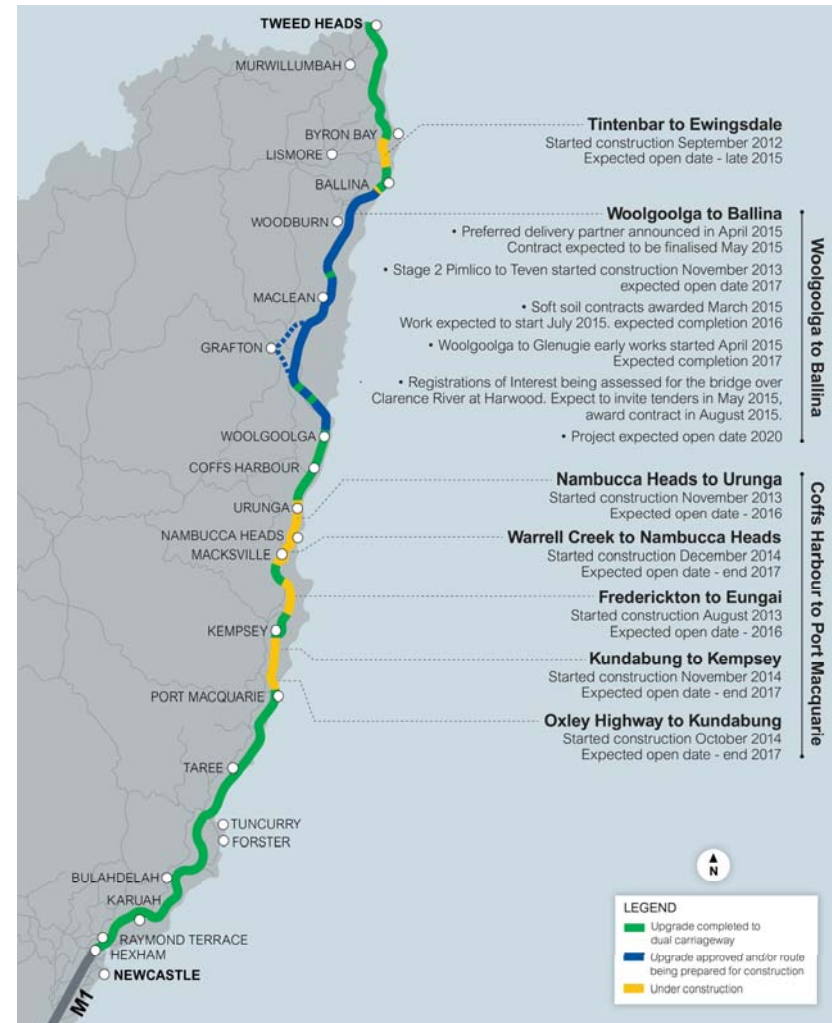 TWEED HEADS
MURWILLUMBAH
BYRON BAY
LISMORE
BALLINA
WOODBURN
MACLEAN
GRAFTON
WOOLGOOLGA
COFFS HARBOUR
URUNGA
NAMBUCCA HEADS
MACKSVILLE
KEMPSEY
PORT MACQUARIE
TAREE
TUNCURRY
FORSTER
BULAHDELAH
KARUAH
RAYMOND TERRACE
HEXHAM
NEWCASTLE
M1
Tintenbar to Ewingsdale
Started construction September 2012
Expected open date - late 2015
Woolgoolga to Ballina
• Preferred delivery partner announced in April 2015
Contract expected to be finalised May 2015
• Stage 2 Pimlico to Teven started construction November 2013
expected open date 2017
• Soft soil contracts awarded March 2015
Work expected to start July 2015. expected completion 2016
• Woolgoolga to Glenugie early works started April 2015
Expected completion 2017
• Registrations of Interest being assessed for the bridge over
Clarence River at Harwood. Expect to invite tenders in May 2015,
award contract in August 2015.
• Project expected open date 2020
Woolgoolga to Ballina
Nambucca Heads to Urunga
Started construction November 2013
Expected open date - 2016
Warrell Creek to Nambucca Heads
Started construction December 2014
Expected open date - end 2017
Frederickton to Eungai
Started construction August 2013
Expected open date - 2016
Kundabung to Kempsey
Started construction November 2014
Expected open date - end 2017
Oxley Highway to Kundabung
Started construction October 2014
Expected open date - end 2017
Coffs Harbour to Port Macquarie
N
LEGEND
Upgrade completed to
dual carriageway
Upgrade approved and/or route
being prepared for construction
Under construction